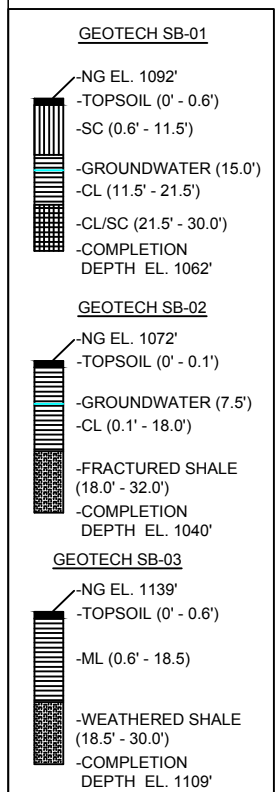 GEOTECH SB-01
-NG EL. 1092'
-TOPSOIL (0' - 0.6')
-SC (0.6' - 11.5')
-GROUNDWATER (15.0')
-CL (11.5' - 21.5')
-CL/SC (21.5' - 30.0')
-COMPLETION
DEPTH EL. 1062'
GEOTECH SB-02
-NG EL. 1072'
-TOPSOIL (0' - 0.1')
-GROUNDWATER (7.5')
-CL (0.1' - 18.0')
-FRACTURED SHALE
(18.0' - 32.0')
-COMPLETION
DEPTH EL. 1040'
GEOTECH SB-03
-NG EL. 1139'
-TOPSOIL (0' - 0.6')
-ML (0.6' - 18.5)
-WEATHERED SHALE
(18.5' - 30.0')
-COMPLETION
DEPTH EL. 1109'